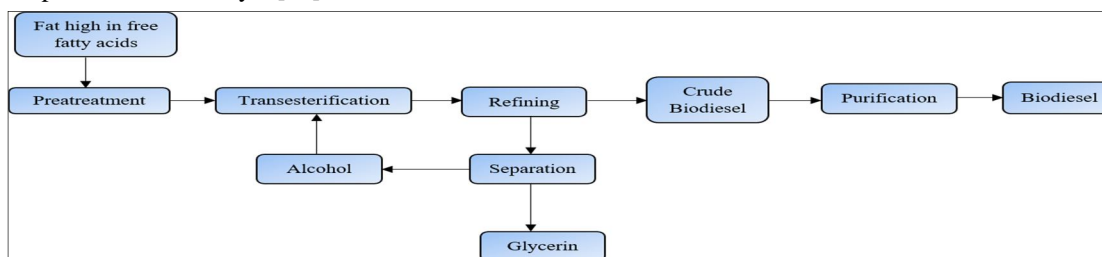 Fat high in free
fatty acids
Preatreatment
Transesterification
Refining
Crude
Biodiesel
Purification
Biodiesel
Alcohol
Separation
Glycerin